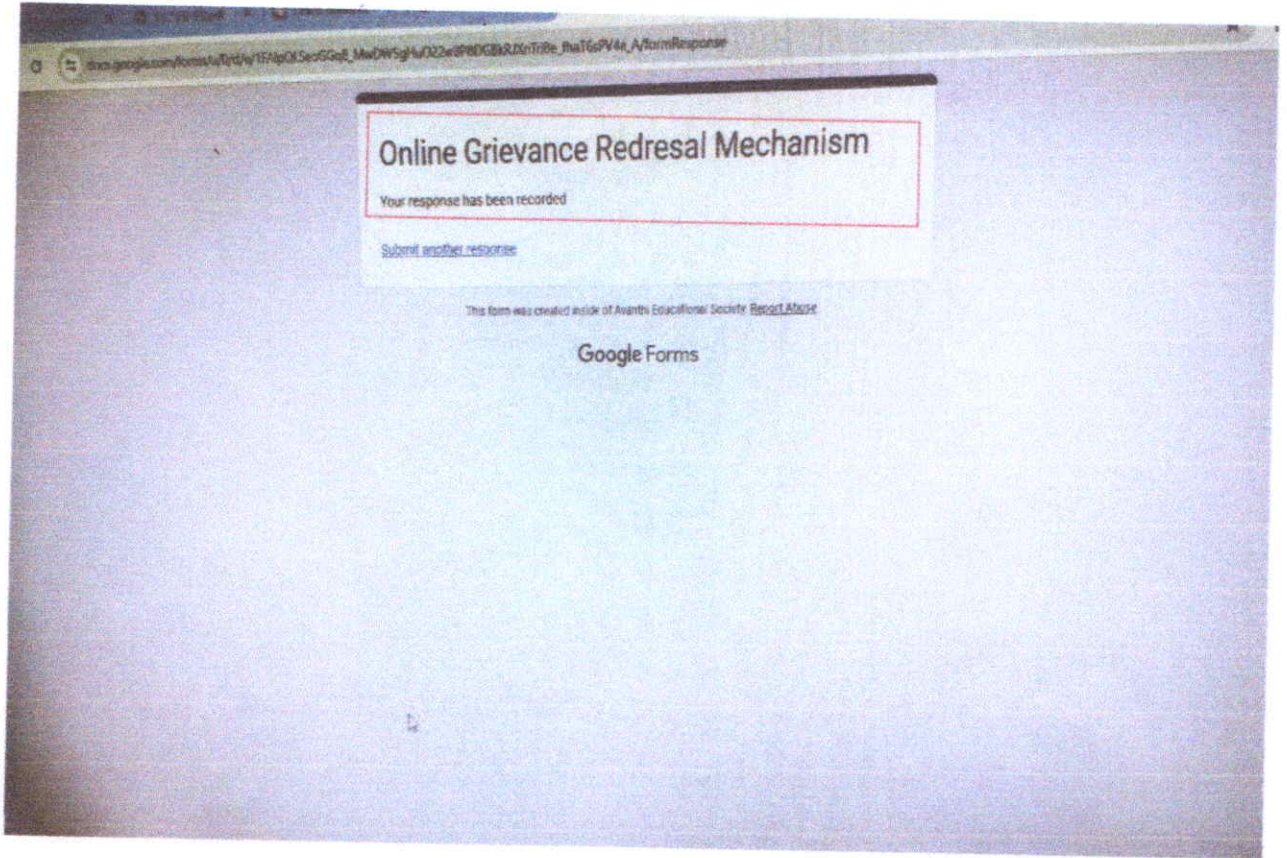 Online Grievance Redresal Mechanism
Your response has been recorded
Submit another response
This form was created inside of Avanthi Educational Society Report Abuse
Google Forms